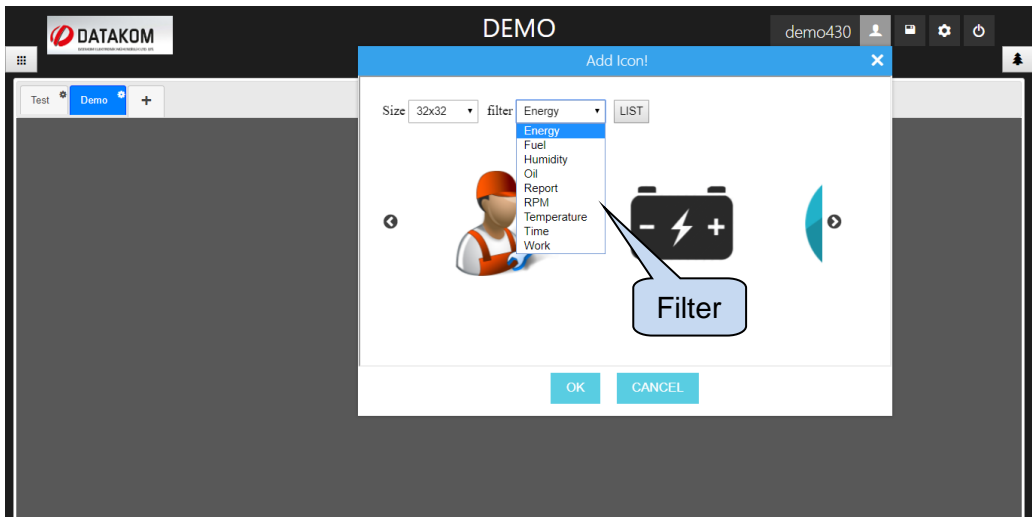 DATAKOM
DEMO
demo430
Add Icon!
Test
Demo
+
Size 32x32 filter Energy LIST
Energy
Fuel
Humidity
Oil
Report
RPM
Temperature
Time
Work
- +
Filter
OK CANCEL